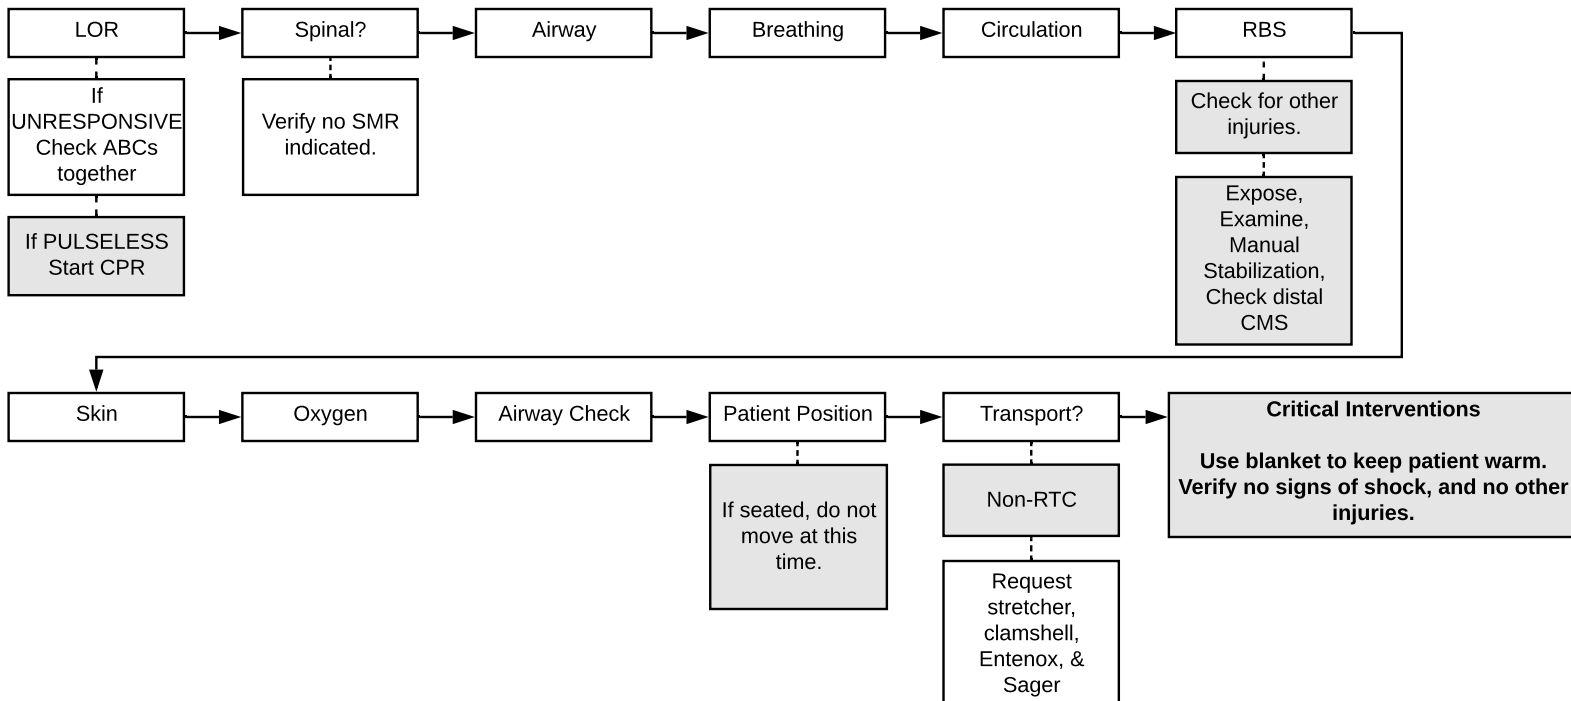 LOR
Spinal?
Airway
Breathing
Circulation
RBS
If
UNRESPONSIVE
Check ABCs
together
Verify no SMR
indicated.
Check for other
injuries.
If PULSELESS
Start CPR
Expose,
Examine,
Manual
Stabilization,
Check distal
CMS
Skin
Oxygen
Airway Check
Patient Position
Transport?
Critical Interventions
Use blanket to keep patient warm.
Verify no signs of shock, and no other
injuries.
If seated, do not
move at this
time.
Non-RTC
Request
stretcher,
clamshell,
Entenox, &
Sager